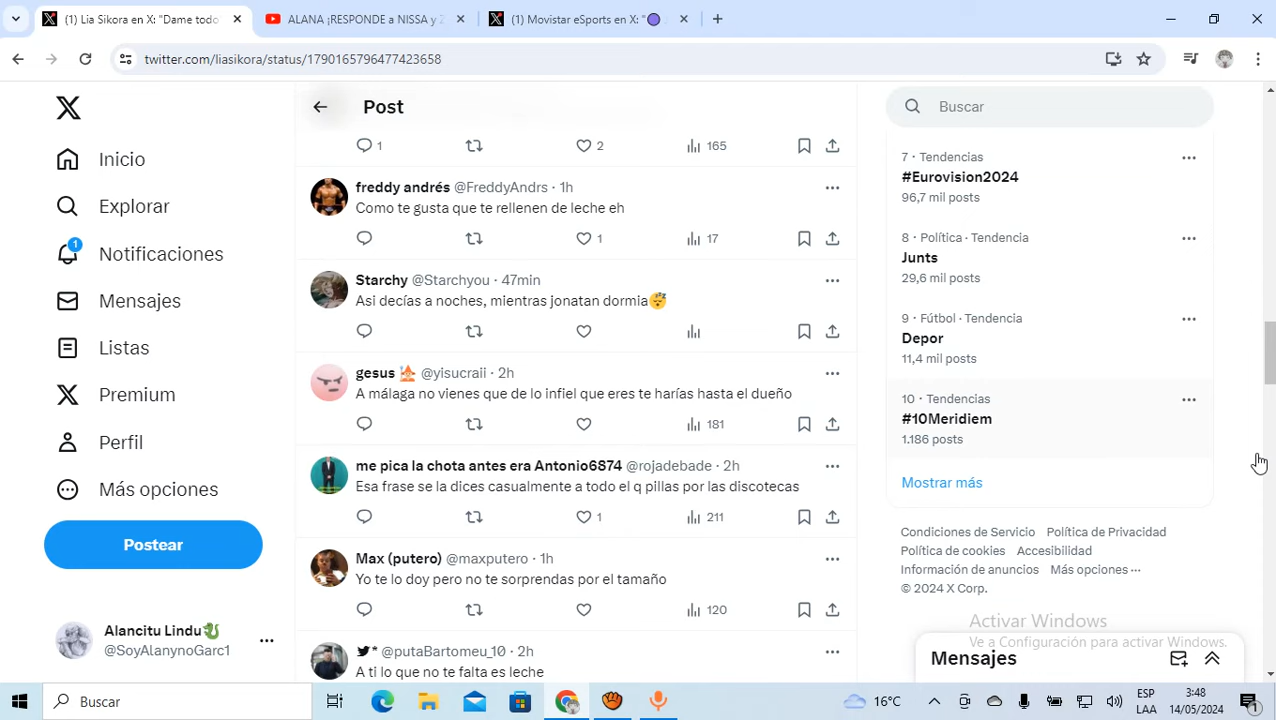 (1) Lia Sikora en X: "Dame todo
ALANA ¡RESPONDE a NISSA y
(1) Movistar eSports en X: "
twitter.com/liasikora/status/1790165796477423658
Inicio
Explorar
1
Notificaciones
Mensajes
Listas
Premium
Perfil
Más opciones
Postear
Alancitu Lindu
@SoyAlanynoGarc1
Post
1 2 165
freddy andrés @FreddyAndrs · 1h
Como te gusta que te rellenen de leche eh
1 17
Starchy @Starchyou · 47min
Asi decías a noches, mientras jonatan dormia😴
gesus @yisucraii · 2h
A málaga no vienes que de lo infiel que eres te harías hasta el dueño
181
me pica la chota antes era Antonio6874 @rojadebade · 2h
Esa frase se la dices casualmente a todo el q pillas por las discotecas
1 211
Max (putero) @maxputero · 1h
Yo te lo doy pero no te sorprendas por el tamaño
120
* @putaBartomeu_10 · 2h
A ti lo que no te falta es leche
Buscar
7 · Tendencias
#Eurovision2024
96,7 mil posts
8 · Política · Tendencia
Junts
29,6 mil posts
9 · Fútbol · Tendencia
Depor
11,4 mil posts
10 · Tendencias
#10Meridiem
1.186 posts
Mostrar más
Condiciones de Servicio Política de Privacidad
Política de cookies Accesibilidad
Información de anuncios Más opciones ···
© 2024 X Corp.
Activar Windows
Ve a Configuración para activar Windows.
Mensajes
Buscar
16°C
ESP
LAA
3:48
14/05/2024
1